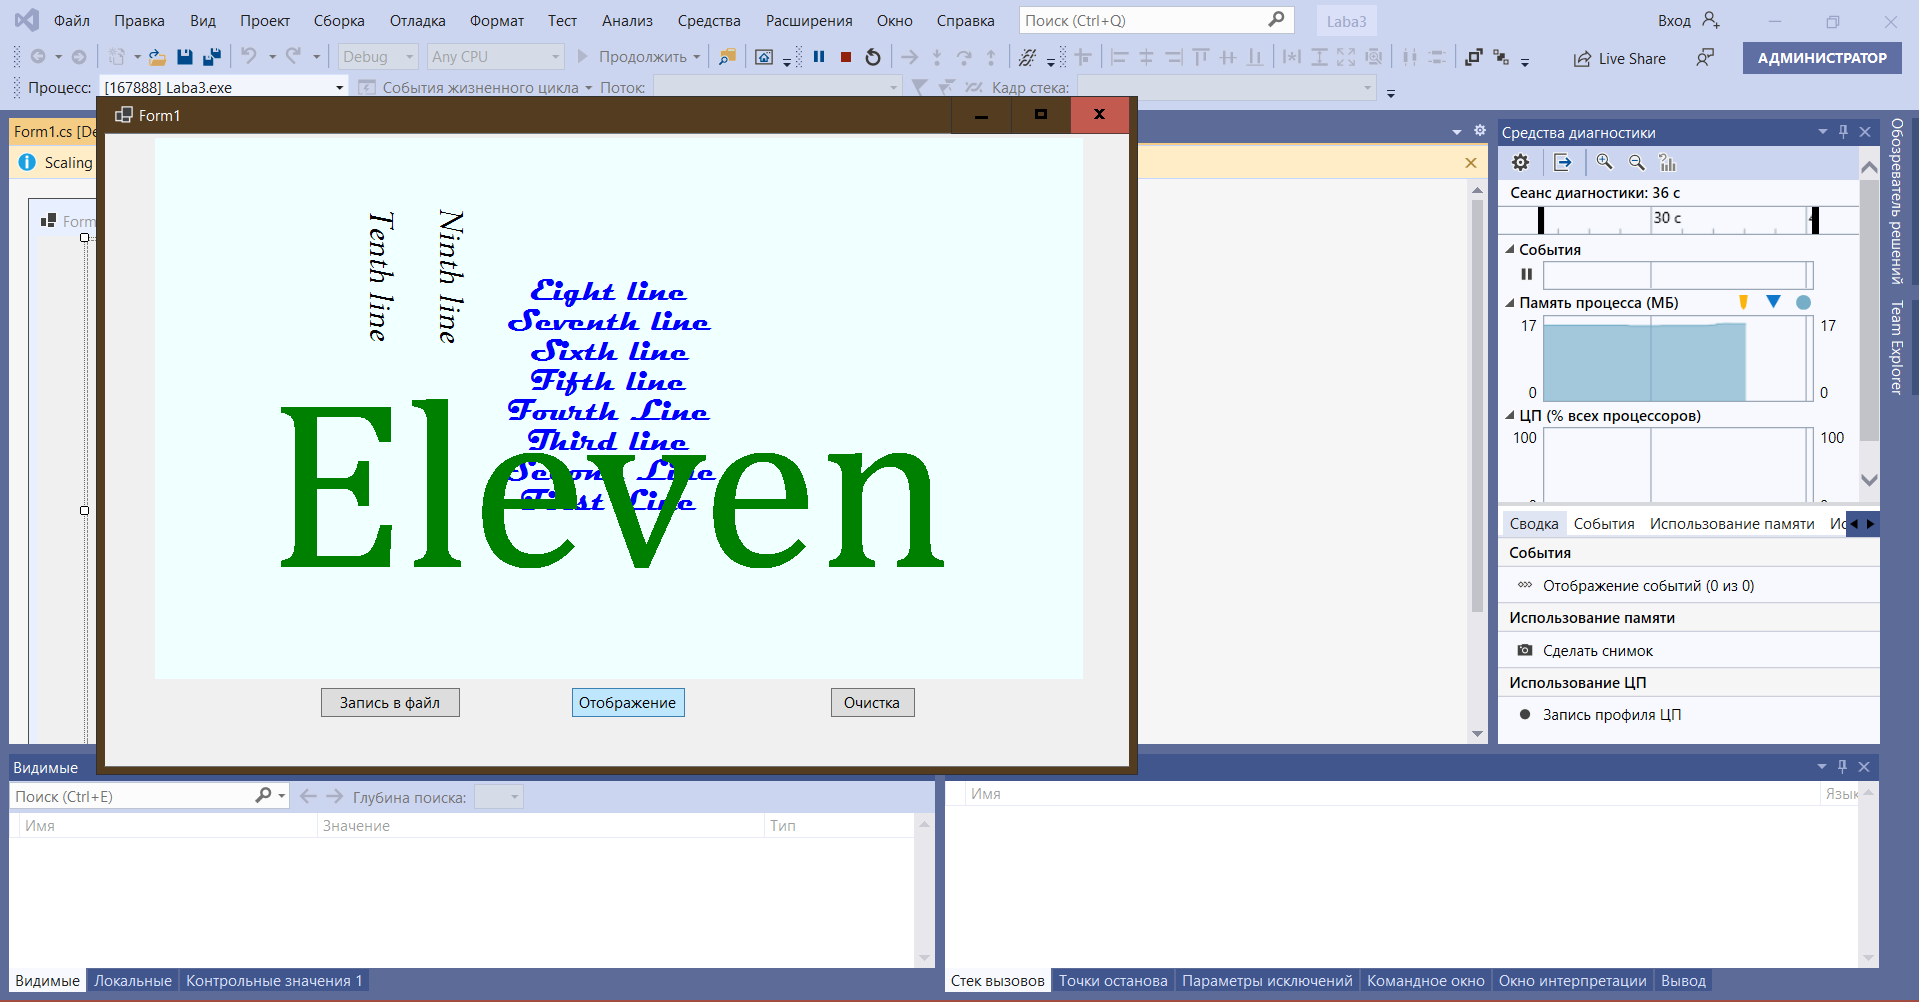 Файл Правка Вид Проект Сборка Отладка Формат Тест Анализ Средства Расширения Окно Справка Поиск (Ctrl+Q) Laba3 Вход
Debug Any CPU Продолжить Live Share АДМИНИСТРАТОР
Процесс: [167888] Laba3.exe События жизненного цикла Поток: Кадр стека:
Form1
Form1.cs [De
Scaling
Form
Tenth line
Ninth line
Eight line
Seventh line
Sixth line
Fifth line
Fourth Line
Third line
Second Line
First Line
Eleven
Запись в файл Отображение Очистка
Средства диагностики
Сеанс диагностики: 36 с
30 с
События
Память процесса (МБ)
17 17
0 0
ЦП (% всех процессоров)
100 100
Сводка События Использование памяти Ис
События
Отображение событий (0 из 0)
Использование памяти
Сделать снимок
Использование ЦП
Запись профиля ЦП
Обозреватель решений
Team Explorer
Видимые
Поиск (Ctrl+E) Глубина поиска:
Имя Значение Тип
Имя Язык
Видимые Локальные Контрольные значения 1
Стек вызовов Точки останова Параметры исключений Командное окно Окно интерпретации Вывод